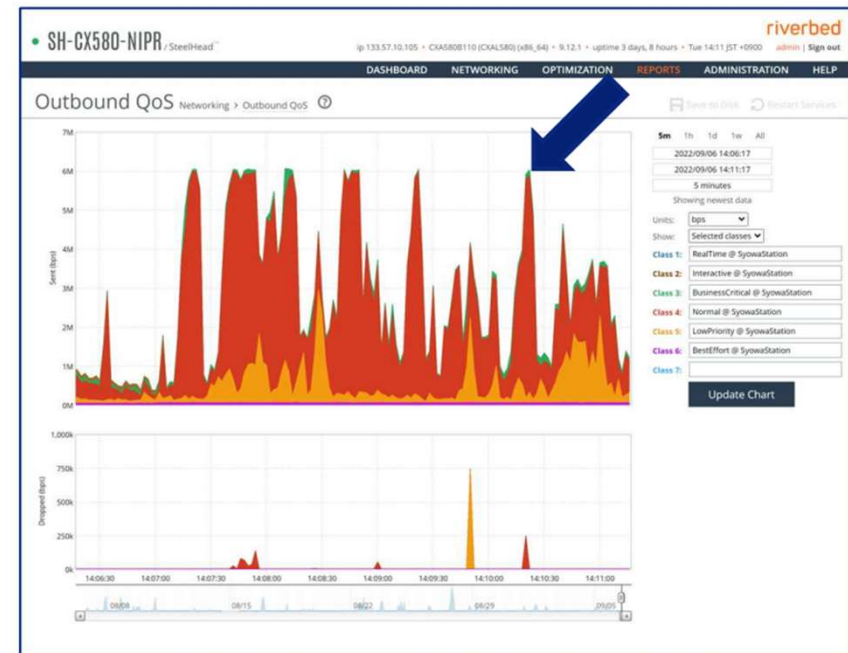 riverbed
SH-CX580-NIPR / SteelHead™
ip 133.57.10.105 • CXA580B110 (CXAL580) (x86_64) • 9.12.1 • uptime 3 days, 8 hours • Tue 14:11 JST +0900 admin | Sign out
DASHBOARD NETWORKING OPTIMIZATION REPORTS ADMINISTRATION HELP
Outbound QoS Networking > Outbound QoS ?
Save to Disk Restart Services
5m 1h 1d 1w All
2022/09/06 14:06:17
2022/09/06 14:11:17
5 minutes
Showing newest data
Units: bps
Show: Selected classes
Class 1: RealTime @ SyowaStation
Class 2: Interactive @ SyowaStation
Class 3: BusinessCritical @ SyowaStation
Class 4: Normal @ SyowaStation
Class 5: LowPriority @ SyowaStation
Class 6: BestEffort @ SyowaStation
Class 7:
Update Chart
7M
6M
5M
4M
3M
2M
1M
0M
Sent (bps)
1,000k
750k
500k
250k
0k
Dropped (bps)
14:06:30 14:07:00 14:07:30 14:08:00 14:08:30 14:09:00 14:09:30 14:10:00 14:10:30 14:11:00
08/08 08/15 08/22 08/29 09/05